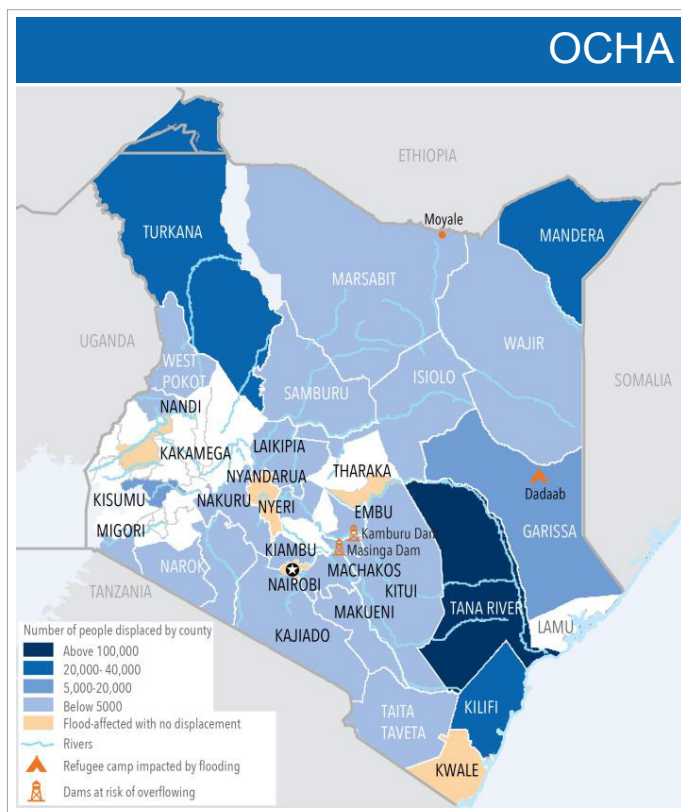 OCHA
ETHIOPIA
Moyale
TURKANA
MANDERA
MARSABIT
UGANDA
WAJIR
WEST
POKOT
ISIOLO
SOMALIA
SAMBURU
NANDI
LAIKIPIA
KAKAMEGA
THARAKA
NYANDARUA
Dadaab
KISUMU
NAKURU
NYERI
EMBU
GARISSA
MIGORI
Kamburu Dam
KIAMBU
Masinga Dam
NAROK
MACHAKOS
NAIROBI
TANZANIA
KITUI
TANA RIVER
MAKUENI
LAMU
KAJIADO
Number of people displaced by county
Above 100,000
20,000- 40,000
5,000-20,000
Below 5000
Flood-affected with no displacement
Rivers
Refugee camp impacted by flooding
Dams at risk of overflowing
TAITA
TAVETA
KILIFI
KWALE